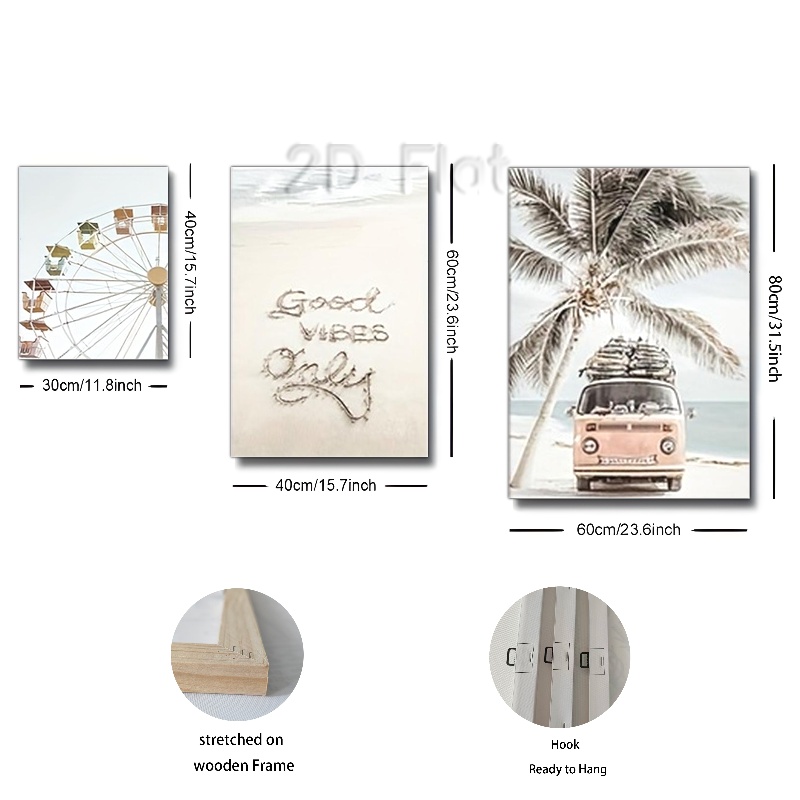 2D Flat
40cm/15.7inch
30cm/11.8inch
Good
VIBES
Only
60cm/23.6inch
40cm/15.7inch
80cm/31.5inch
60cm/23.6inch
stretched on
wooden Frame
Hook
Ready to Hang